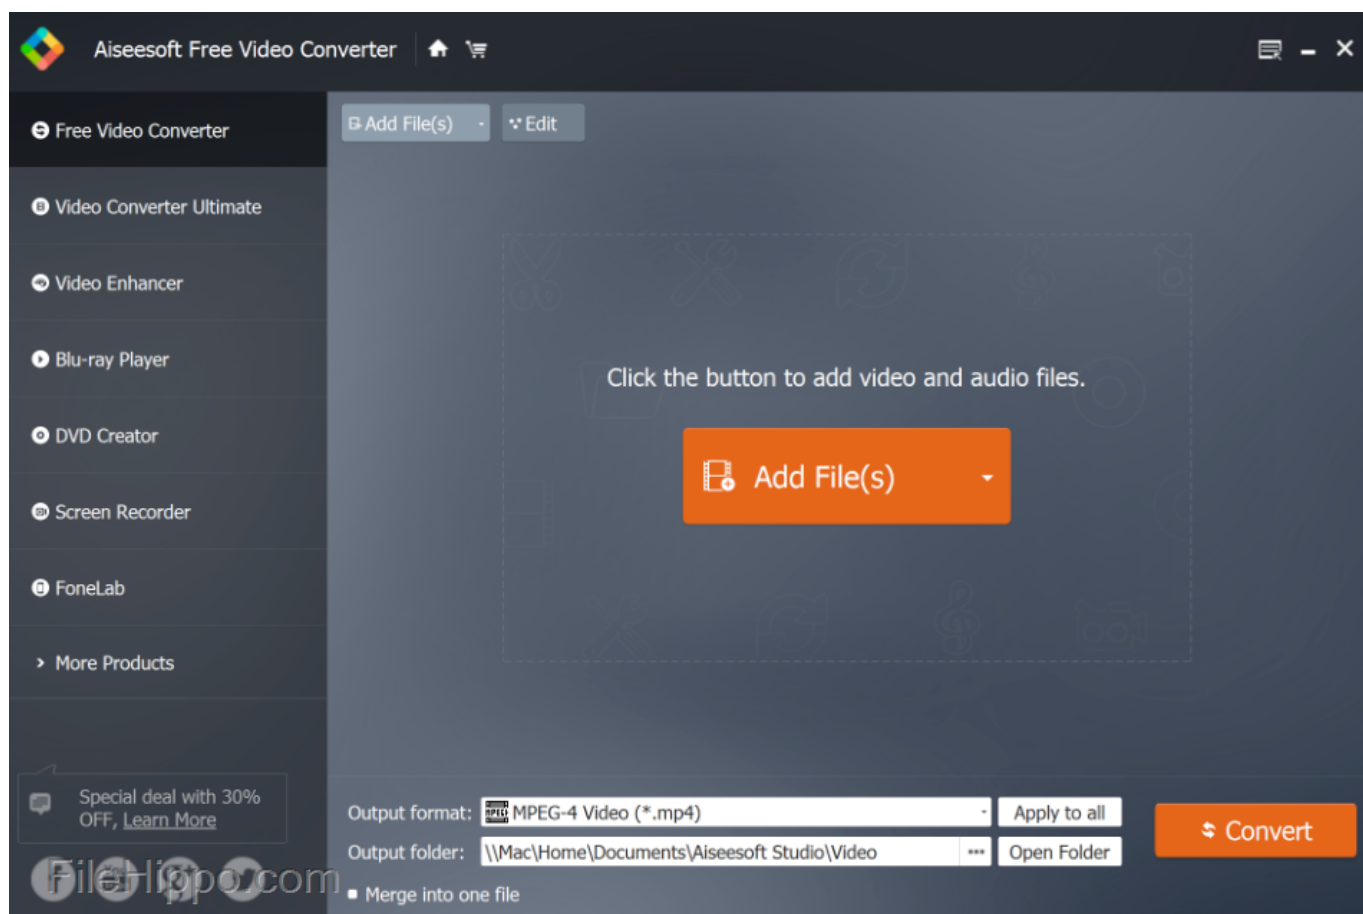 Aiseesoft Free Video Converter
Free Video Converter
Video Converter Ultimate
Video Enhancer
Blu-ray Player
DVD Creator
Screen Recorder
FoneLab
More Products
Special deal with 30%
OFF, Learn More
FileHippo.com
Add File(s)
Edit
Click the button to add video and audio files.
Add File(s)
Output format:
MPEG-4 Video (*.mp4)
Apply to all
Output folder:
\\Mac\Home\Documents\Aiseesoft Studio\Video
...
Open Folder
Merge into one file
Convert